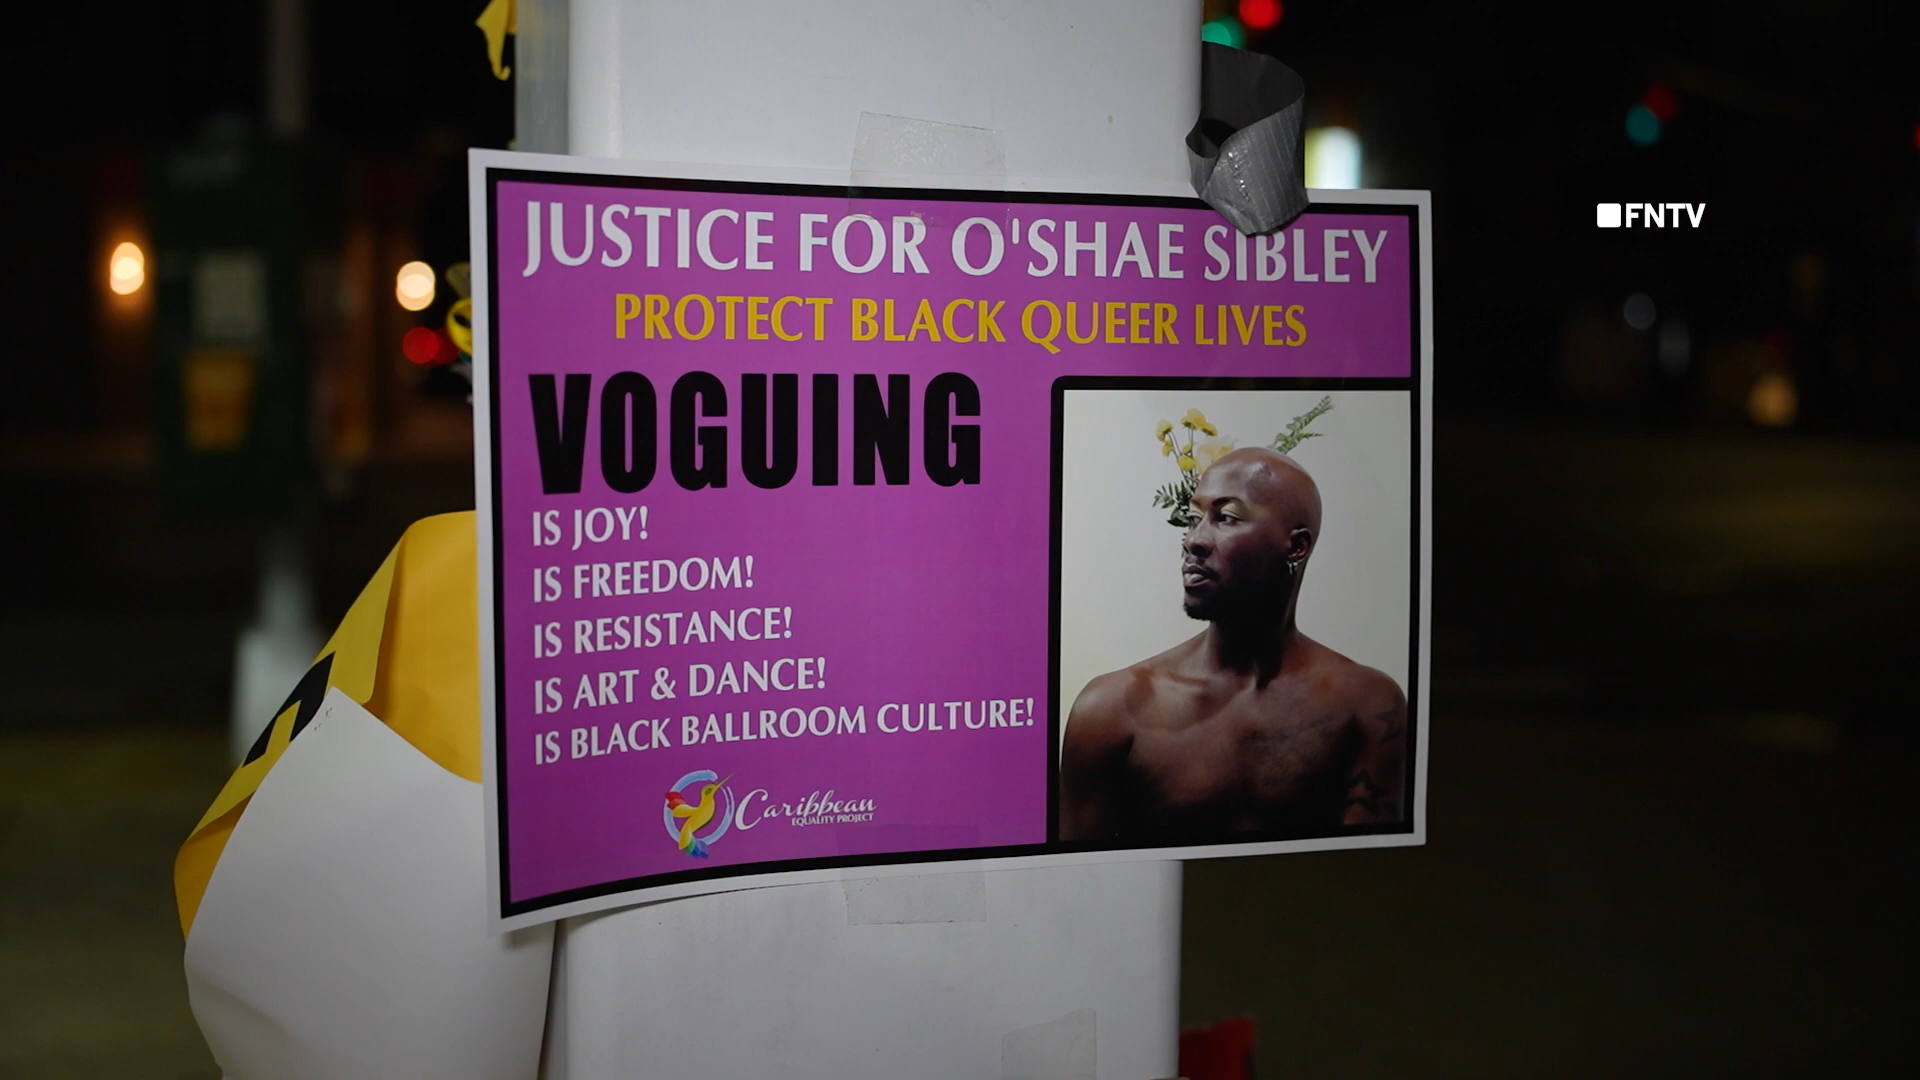 FNTV
JUSTICE FOR O'SHAE SIBLEY
PROTECT BLACK QUEER LIVES
VOGUING
IS JOY!
IS FREEDOM!
IS RESISTANCE!
IS ART & DANCE!
IS BLACK BALLROOM CULTURE!
Caribbean
EQUALITY PROJECT